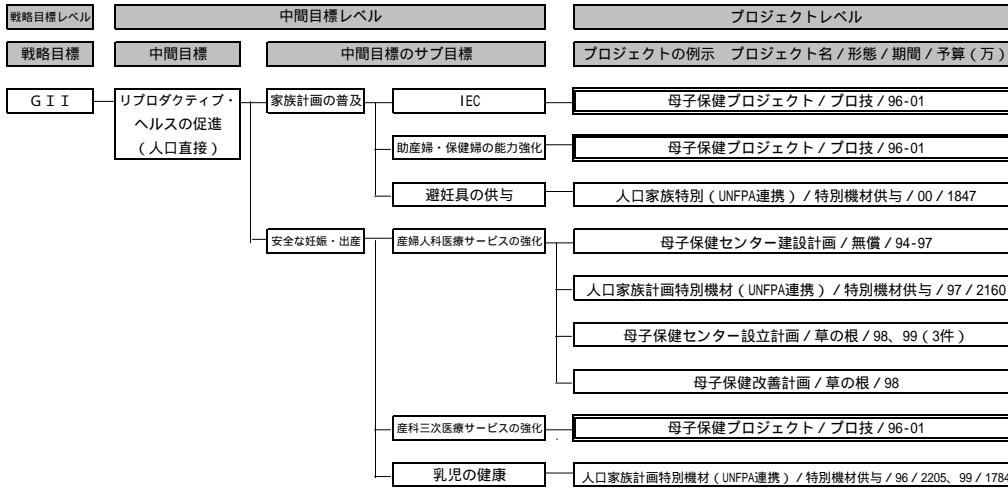 戦略目標レベル
中間目標レベル
プロジェクトレベル
戦略目標
中間目標
中間目標のサブ目標
プロジェクトの例示 プロジェクト名/形態/期間/予算(万)
GII
リプロダクティブ・
ヘルスの促進
(人口直接)
家族計画の普及
IEC
母子保健プロジェクト/プロ技/96-01
助産婦・保健婦の能力強化
母子保健プロジェクト/プロ技/96-01
避妊具の供与
人口家族特別(UNFPA連携)/特別機材供与/00/1847
安全な妊娠・出産
産婦人科医療サービスの強化
母子保健センター建設計画/無償/94-97
人口家族計画特別機材(UNFPA連携)/特別機材供与/97/2160
母子保健センター設立計画/草の根/98、99(3件)
母子保健改善計画/草の根/98
産科三次医療サービスの強化
母子保健プロジェクト/プロ技/96-01
乳児の健康
人口家族計画特別機材(UNFPA連携)/特別機材供与/96/2205、99/1784